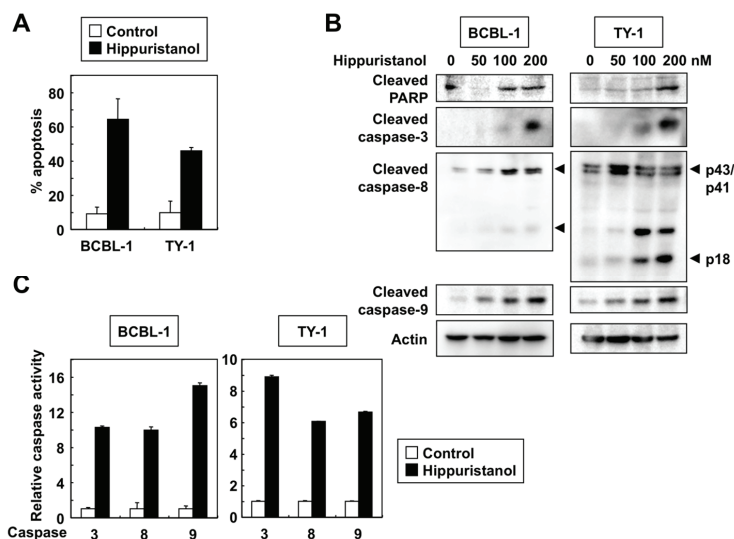 A
Control
Hippuristanol
% apoptosis
80
60
40
20
0
BCBL-1
TY-1
B
BCBL-1
TY-1
Hippuristanol 0 50 100 200 0 50 100 200 nM
Cleaved
PARP
Cleaved
caspase-3
Cleaved
caspase-8
p43/
p41
p18
Cleaved
caspase-9
Actin
C
BCBL-1
TY-1
Relative caspase activity
16
12
8
4
0
10
8
6
4
2
0
Control
Hippuristanol
Caspase 3 8 9 3 8 9